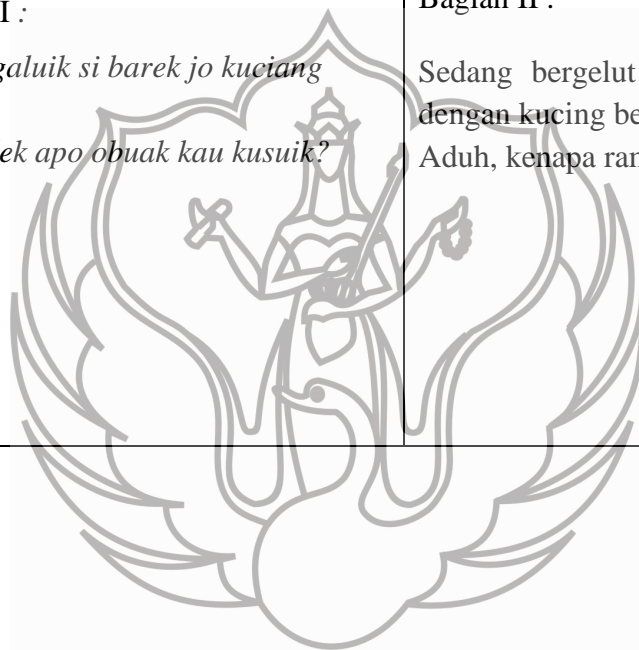 I :
galuik si barek jo kuciang
ek apo obuak kau kusuik?
Bagian II :
Sedang bergelut
dengan kucing be
Aduh, kenapa ram